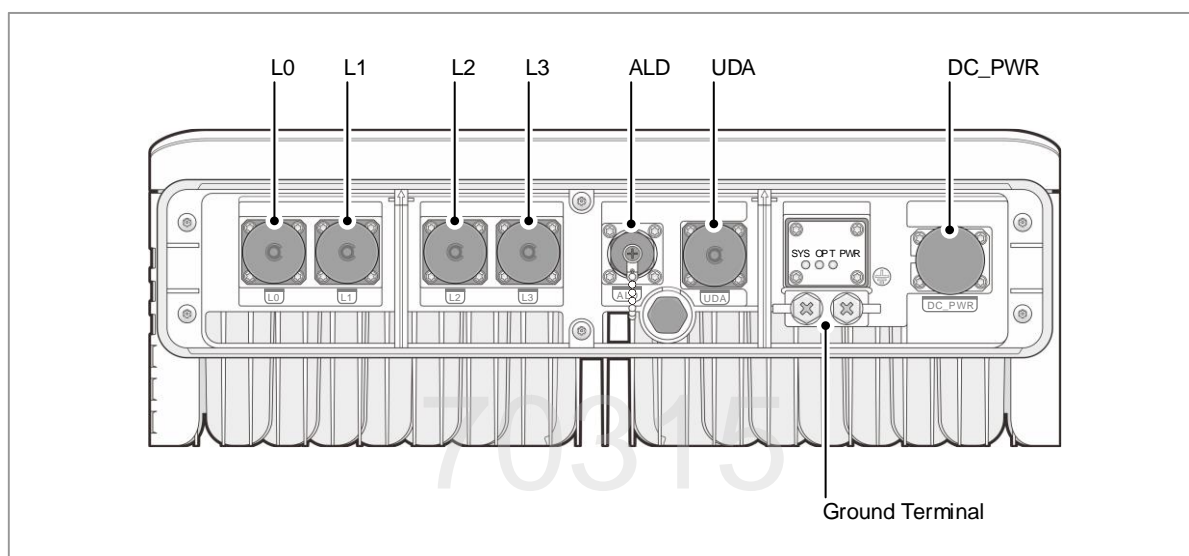 L0 L1 L2 L3 ALD UDA DC_PWR
SYS OPT PWR
L0 L1 L2 L3 ALD UDA DC_PWR
70315
Ground Terminal